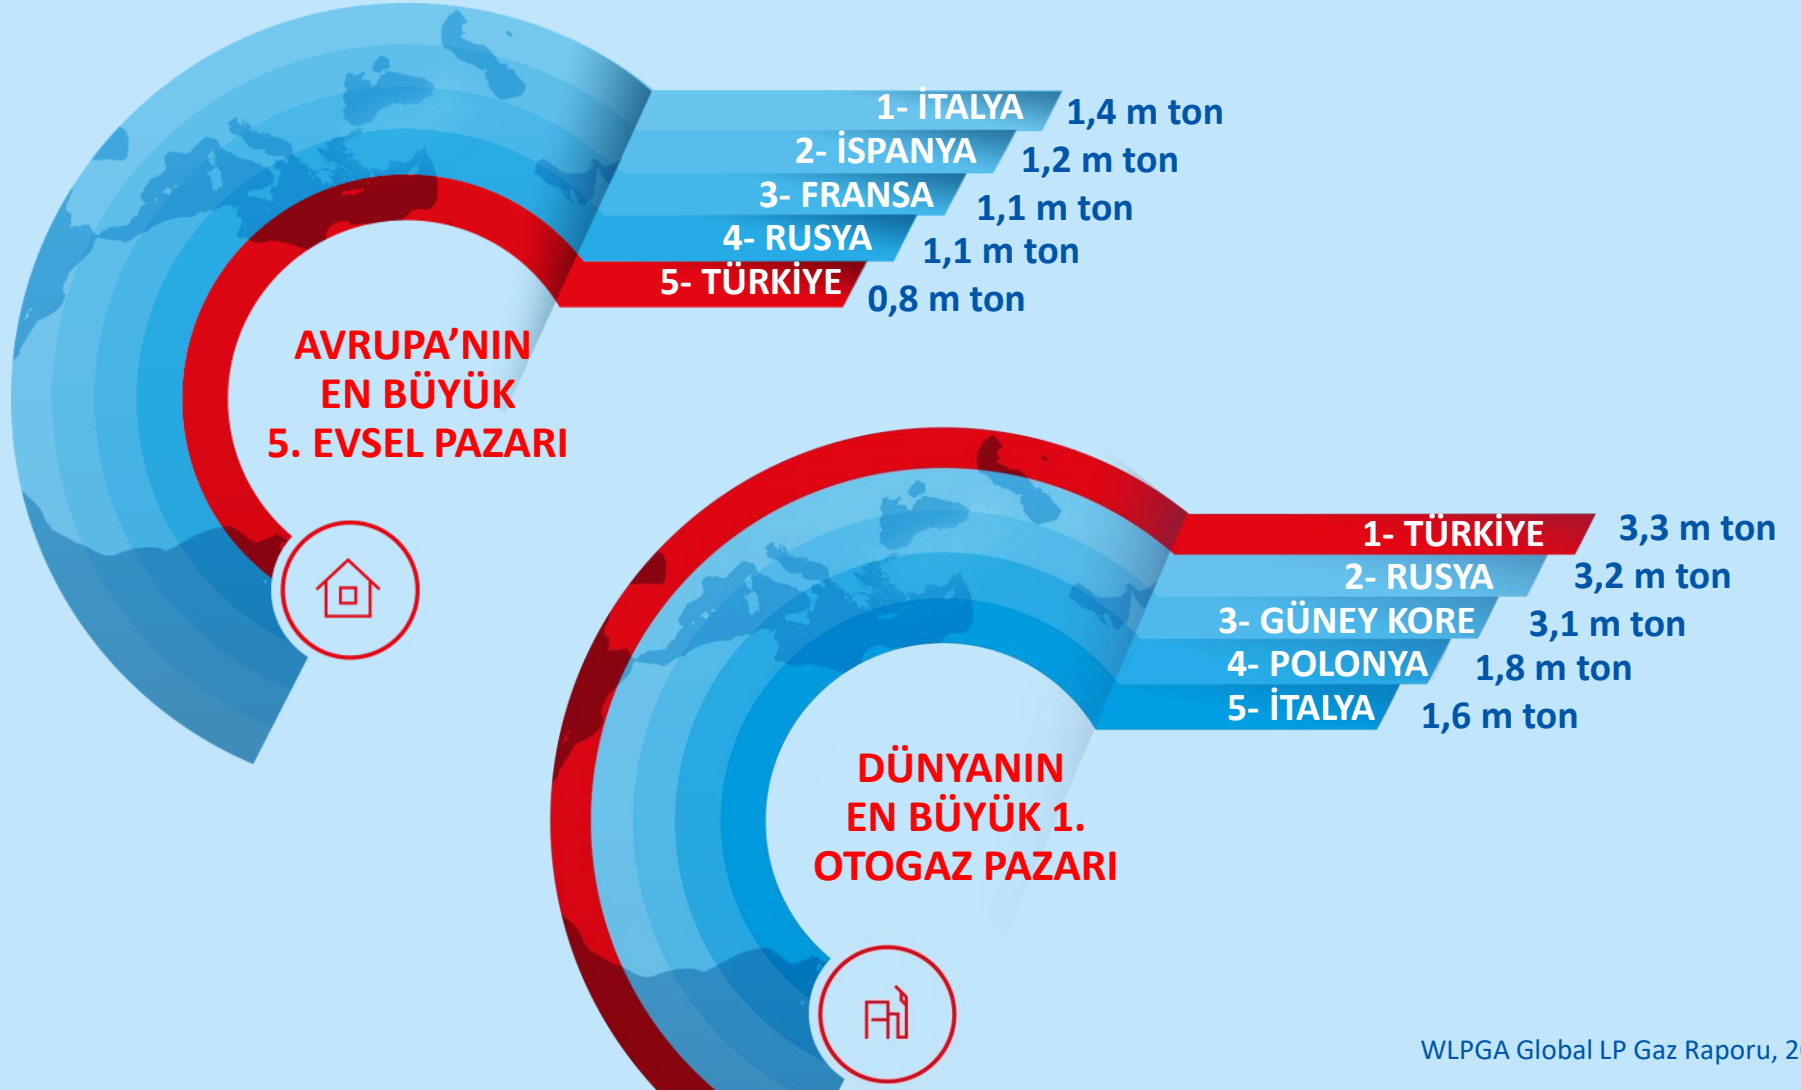 1- İTALYA 1,4 m ton
2- İSPANYA 1,2 m ton
3- FRANSA 1,1 m ton
4- RUSYA 1,1 m ton
5- TÜRKİYE 0,8 m ton
AVRUPA’NIN
EN BÜYÜK
5. EVSEL PAZARI
1- TÜRKİYE 3,3 m ton
2- RUSYA 3,2 m ton
3- GÜNEY KORE 3,1 m ton
4- POLONYA 1,8 m ton
5- İTALYA 1,6 m ton
DÜNYANIN
EN BÜYÜK 1.
OTOGAZ PAZARI
WLPGA Global LP Gaz Raporu,